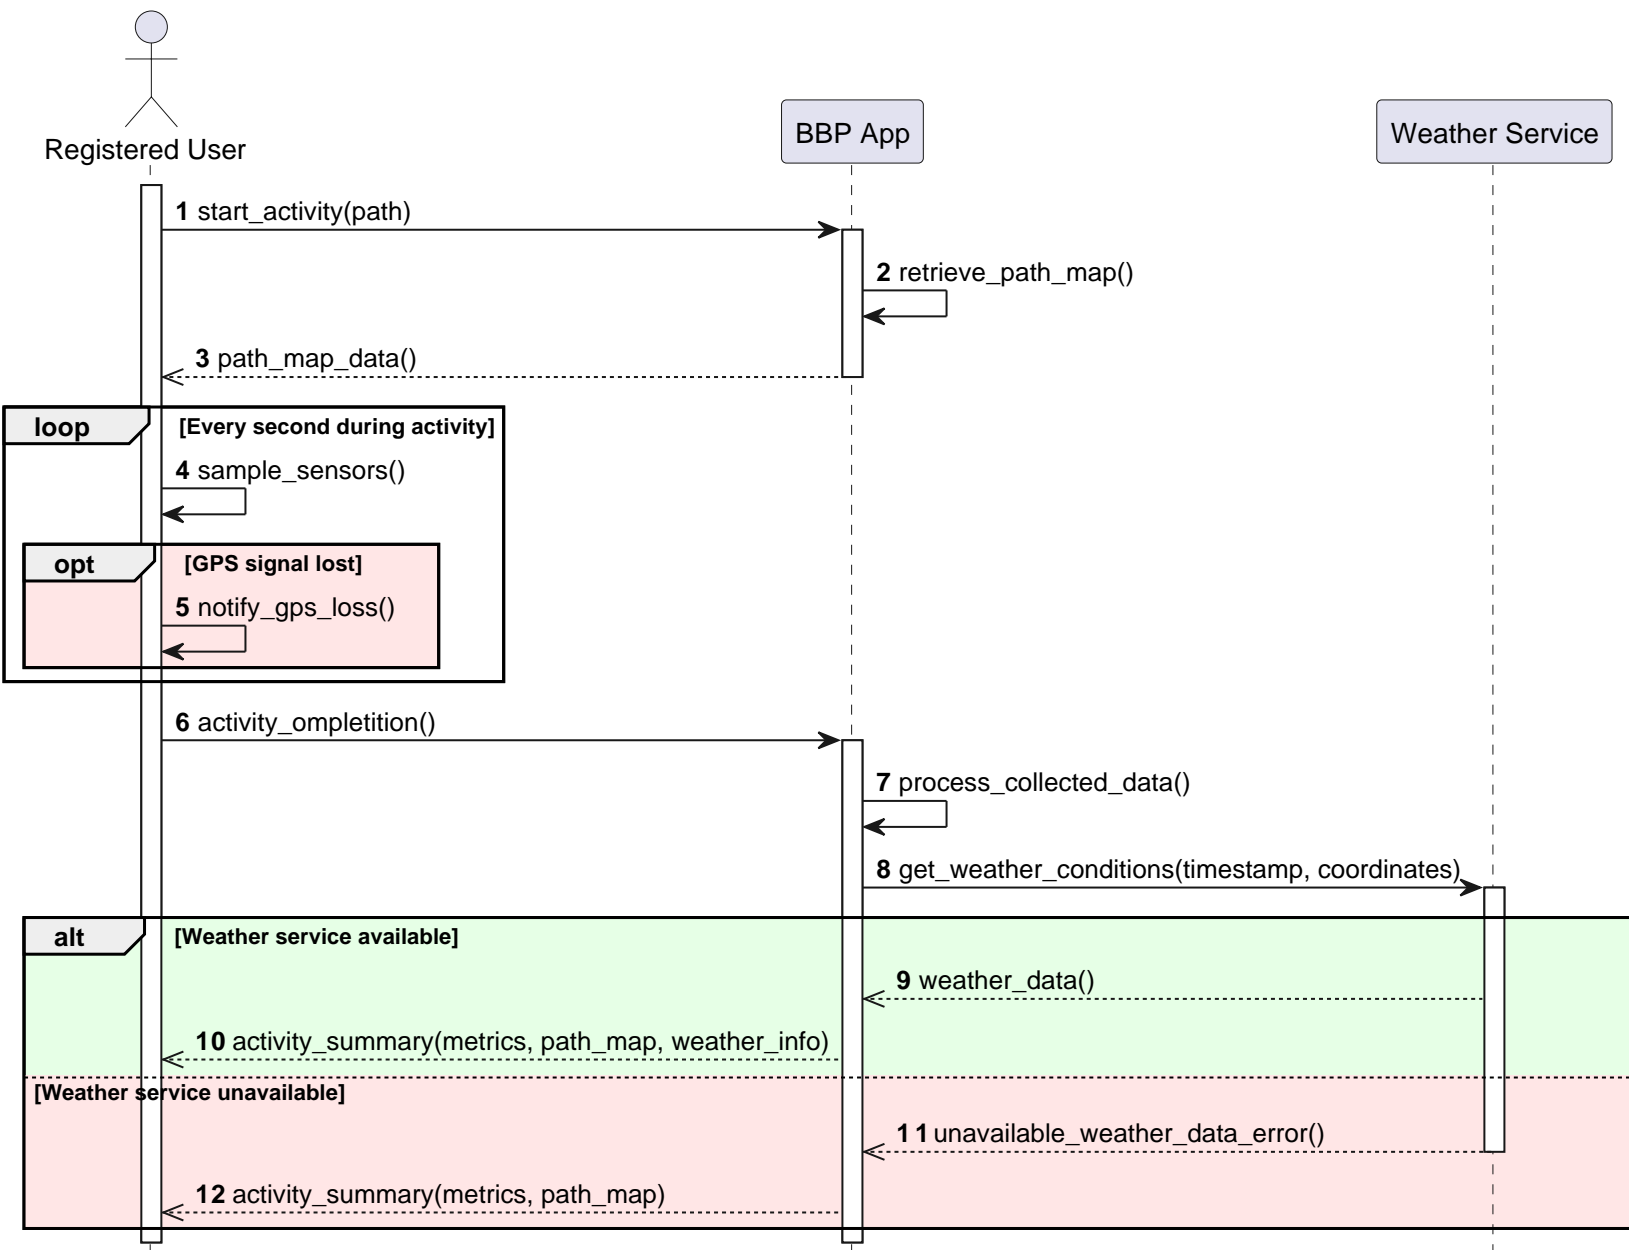 Registered User
BBP App
Weather Service
1 start_activity(path)
2 retrieve_path_map()
3 path_map_data()
loop [Every second during activity]
4 sample_sensors()
opt [GPS signal lost]
5 notify_gps_loss()
6 activity_ompletition()
7 process_collected_data()
8 get_weather_conditions(timestamp, coordinates)
alt [Weather service available]
9 weather_data()
10 activity_summary(metrics, path_map, weather_info)
[Weather service unavailable]
11 unavailable_weather_data_error()
12 activity_summary(metrics, path_map)